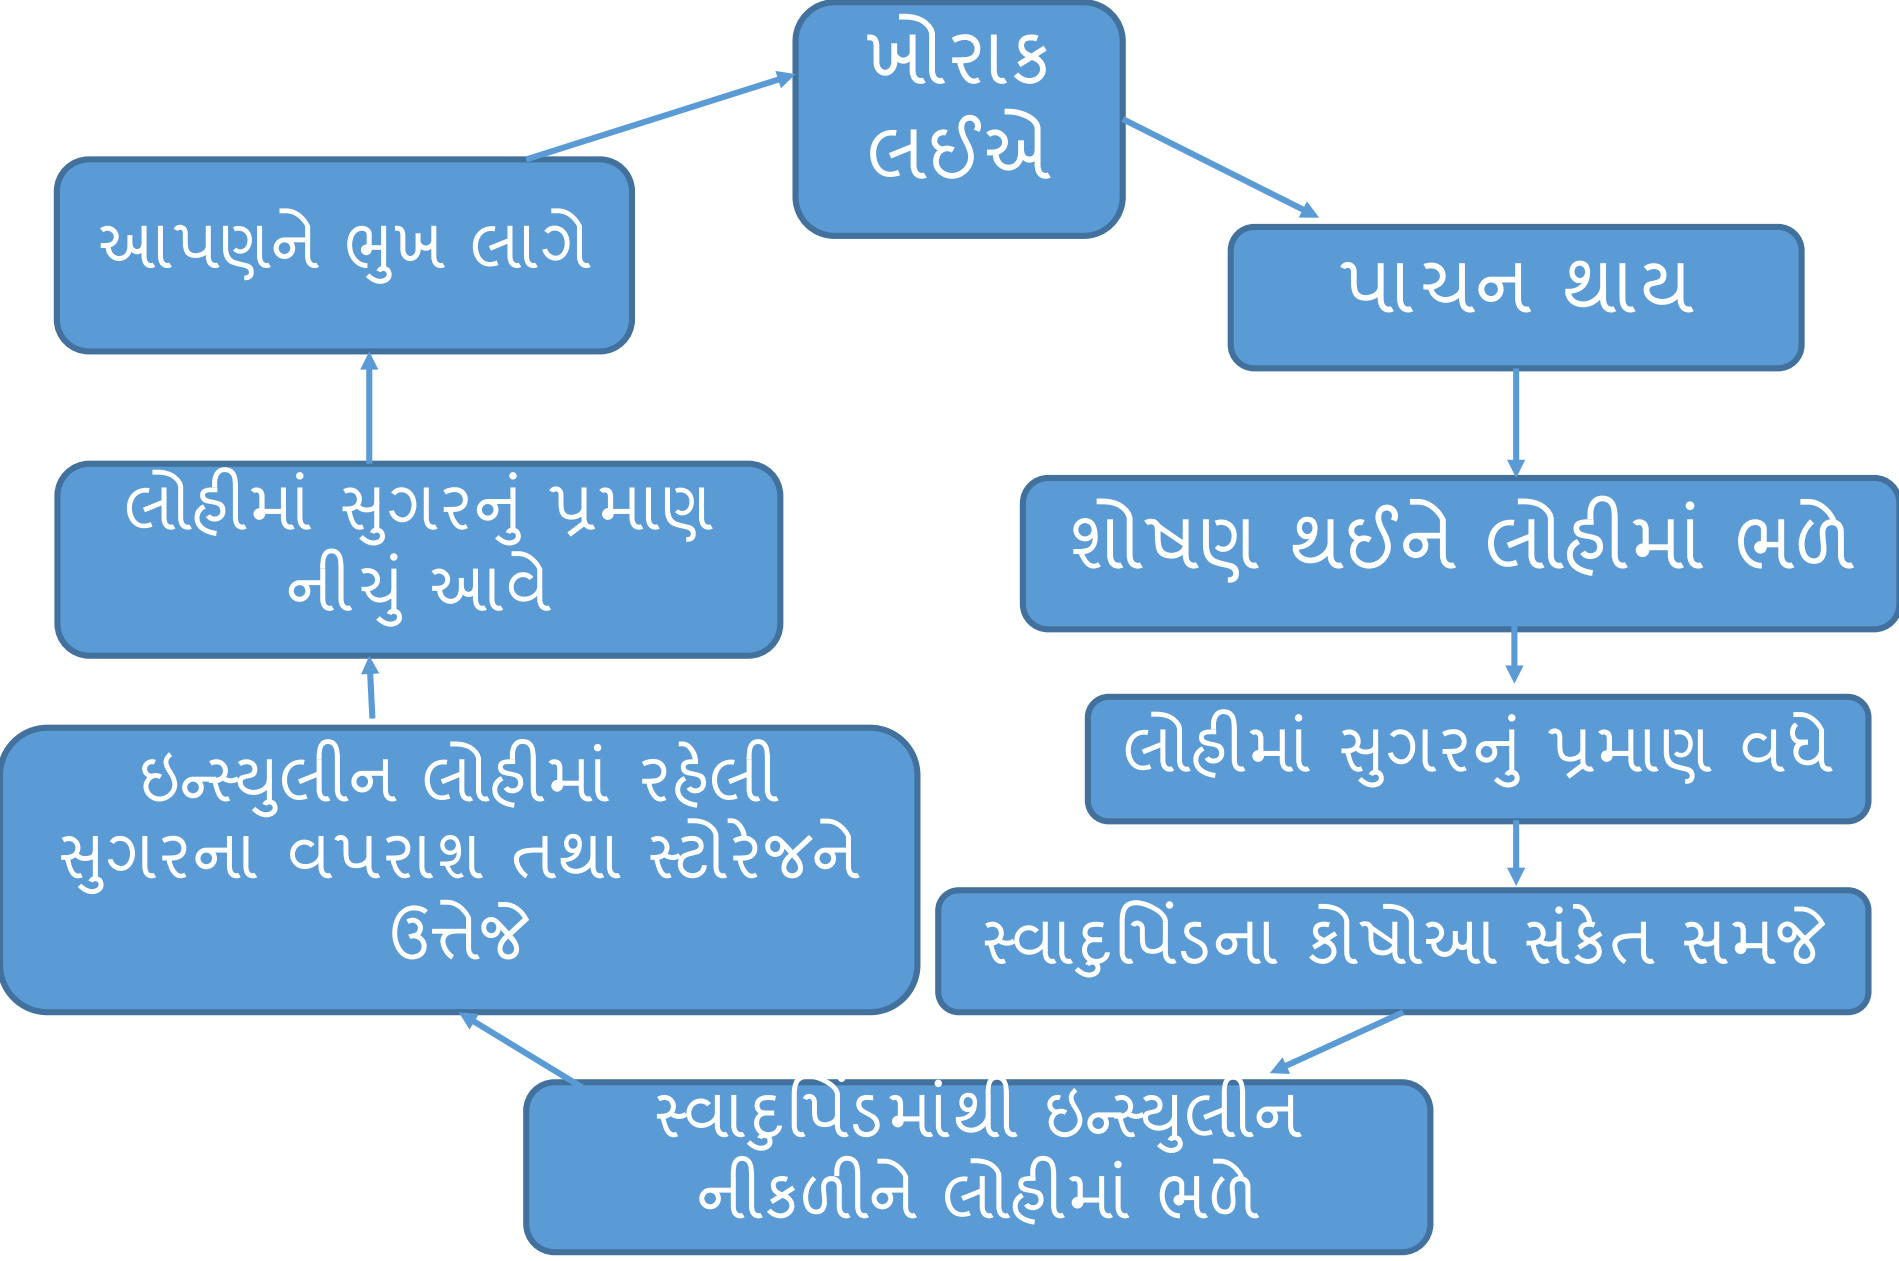 ખોરાક
લઈએ
પાચન થાય
શોષણ થઈને લોહીમાં ભળે
લોહીમાં સુગરનું પ્રમાણ વધે
સ્વાદુપિંડના કોષોઆ સંકેત સમજે
સ્વાદુપિંડમાંથી ઇન્સ્યુલીન
નીકળીને લોહીમાં ભળે
ઇન્સ્યુલીન લોહીમાં રહેલી
સુગરના વપરાશ તથા સ્ટોરેજને
ઉત્તેજે
લોહીમાં સુગરનું પ્રમાણ
નીચું આવે
આપણને ભુખ લાગે